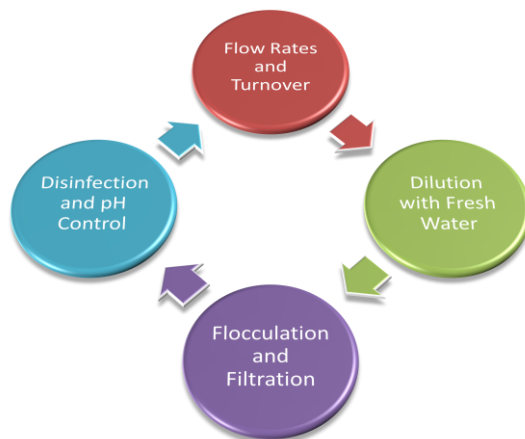 Flow Rates
and
Turnover
Dilution
with Fresh
Water
Flocculation
and
Filtration
Disinfection
and pH
Control